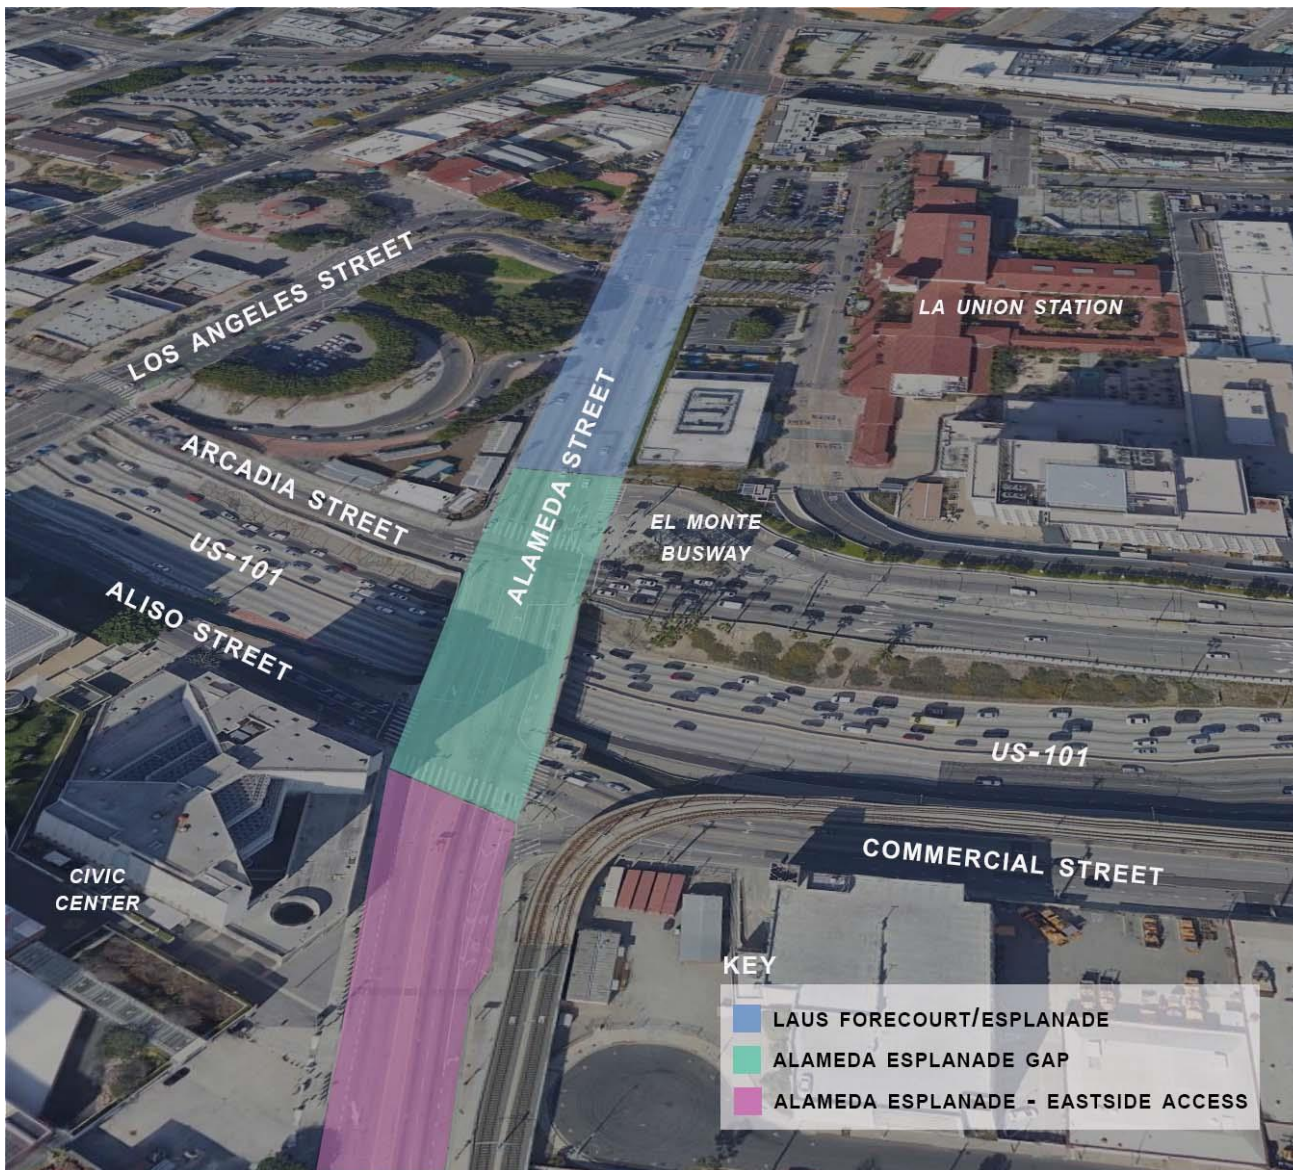 LOS ANGELES STREET
LA UNION STATION
ALAMEDA STREET
ARCADIA STREET
EL MONTE
BUSWAY
US-101
ALISO STREET
US-101
COMMERCIAL STREET
CIVIC
CENTER
KEY
LAUS FORECOURT/ESPLANADE
ALAMEDA ESPLANADE GAP
ALAMEDA ESPLANADE - EASTSIDE ACCESS